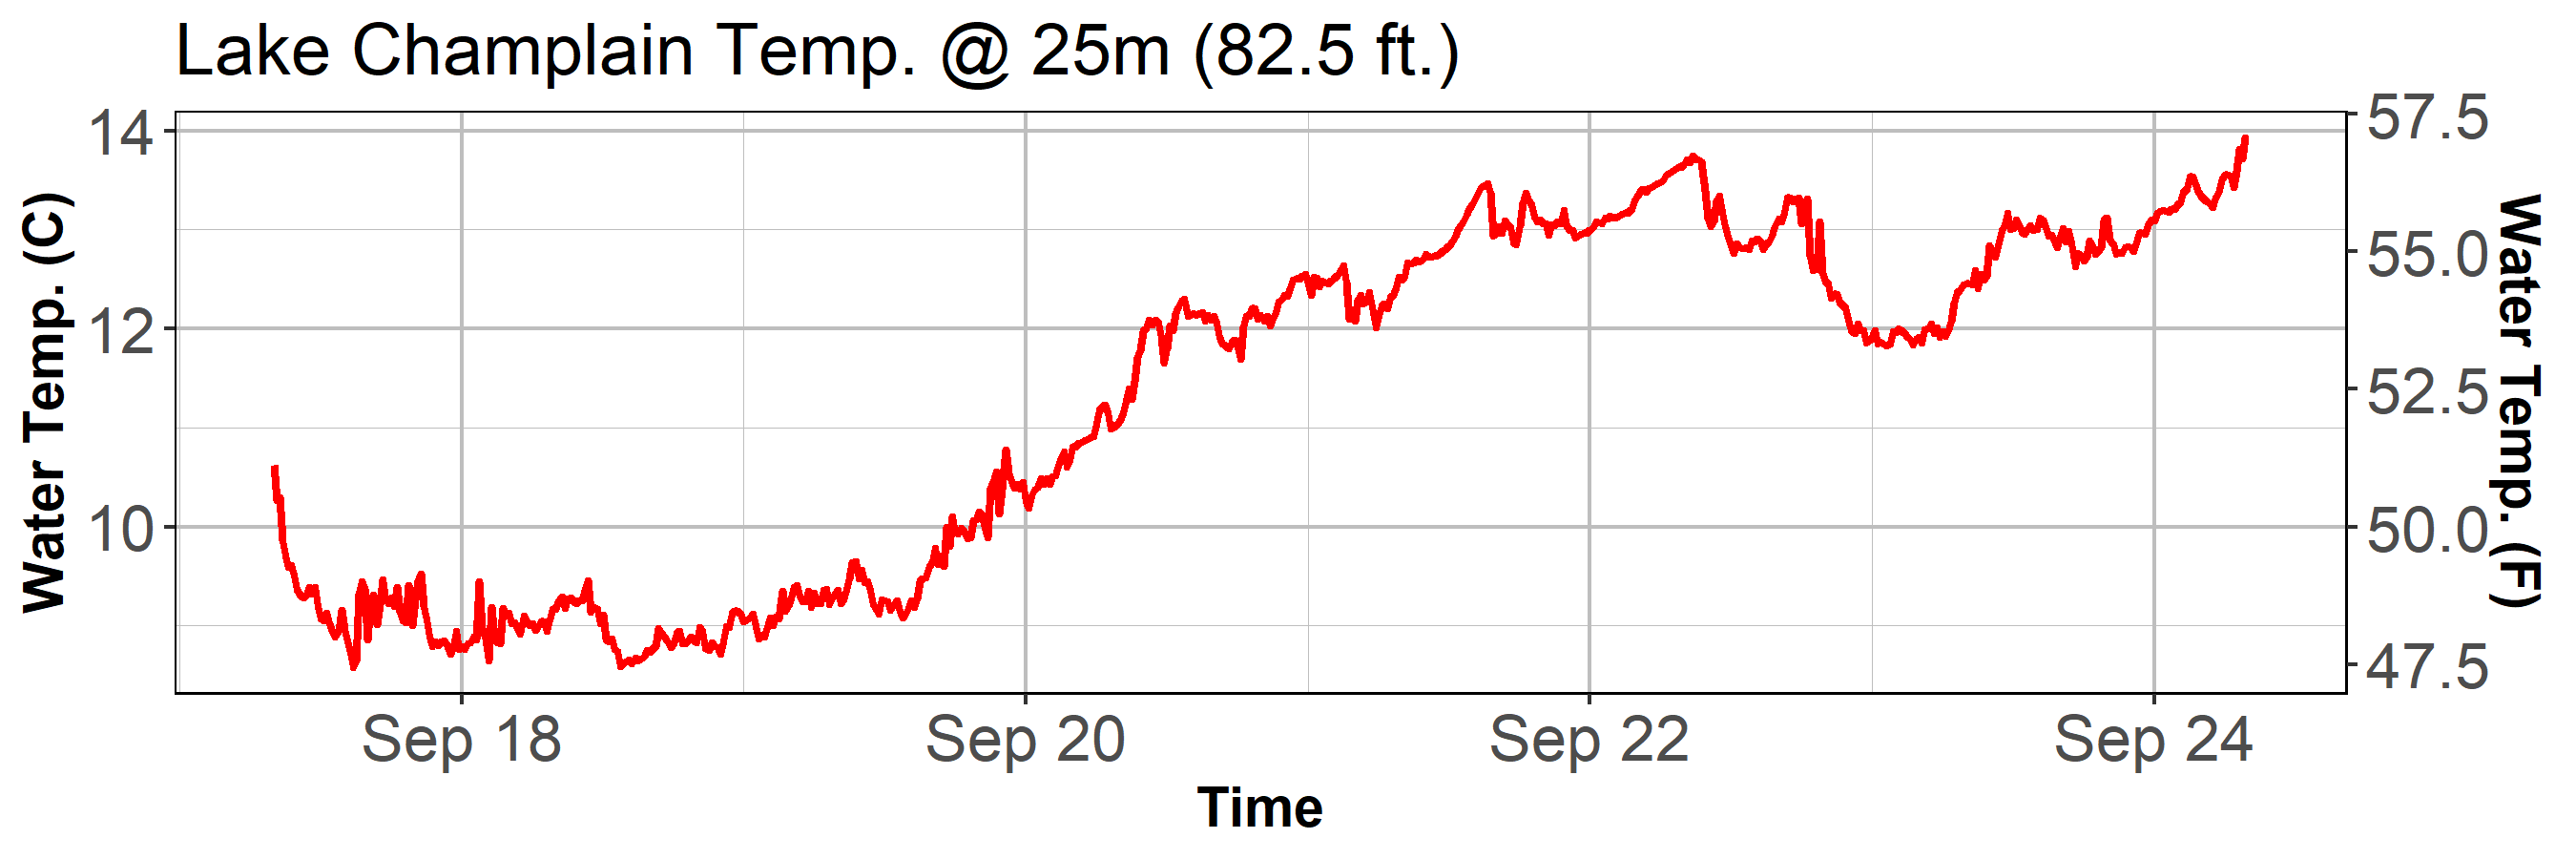 Lake Champlain Temp. @ 25m (82.5 ft.)
Water Temp. (C)
14
12
10
57.5
55.0
52.5
50.0
47.5
Water Temp. (F)
Sep 18 Sep 20 Sep 22 Sep 24
Time